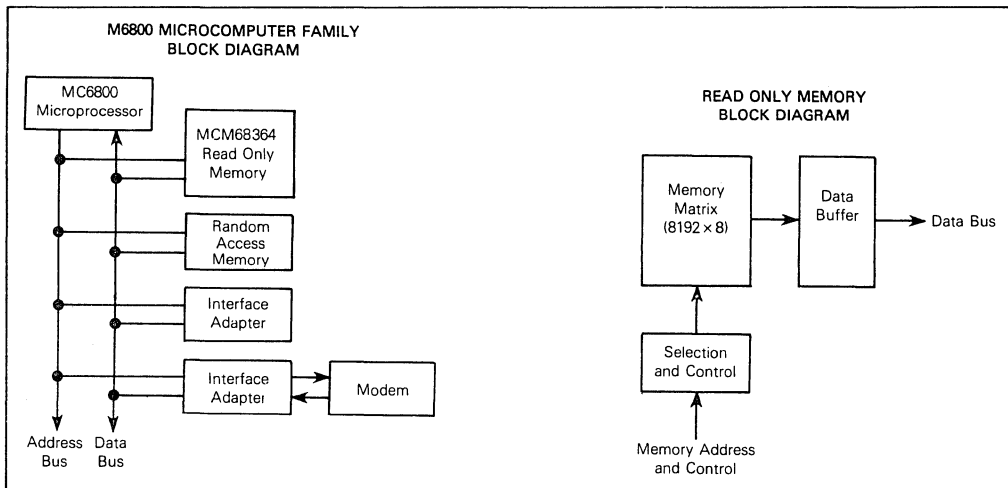 M6800 MICROCOMPUTER FAMILY
BLOCK DIAGRAM
MC6800
Microprocessor
MCM68364
Read Only
Memory
Random
Access
Memory
Interface
Adapter
Interface
Adapter
Modem
Address
Bus
Data
Bus
READ ONLY MEMORY
BLOCK DIAGRAM
Memory
Matrix
(8192 × 8)
Data
Buffer
Data Bus
Selection
and Control
Memory Address
and Control